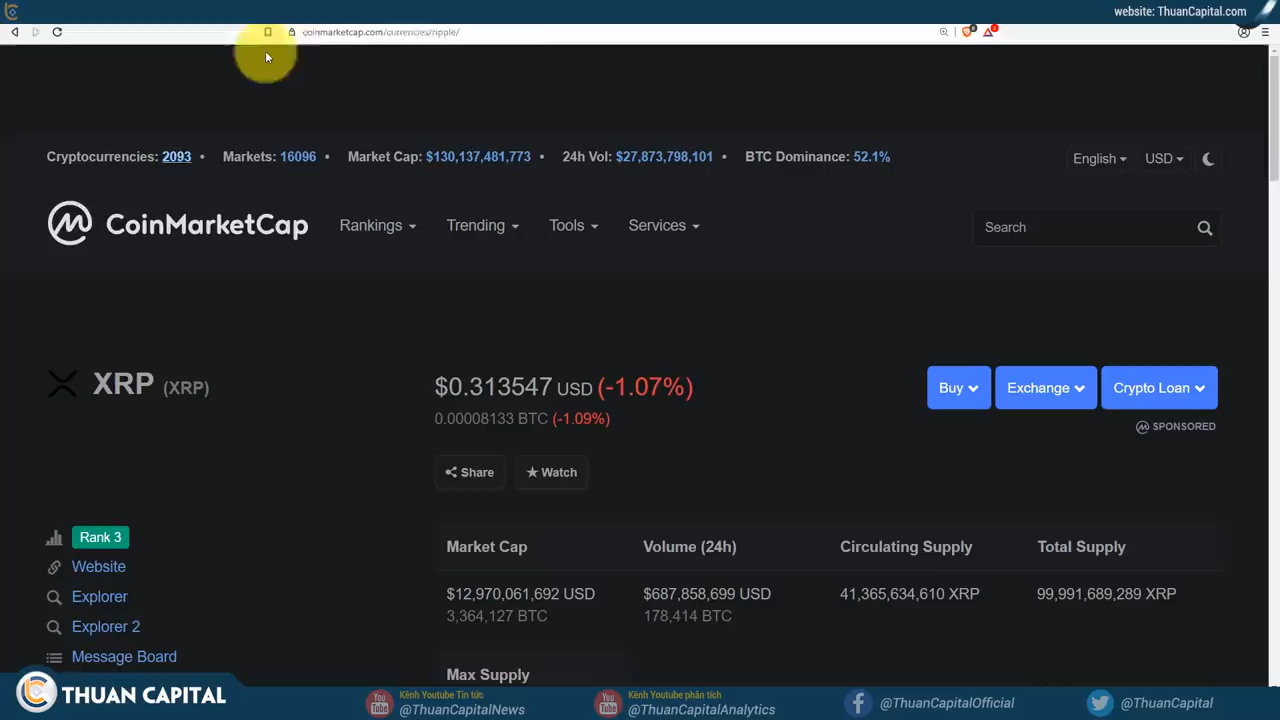 website: ThuanCapital.com
coinmarketcap.com/currencies/ripple/
Cryptocurrencies: 2093 • Markets: 16096 • Market Cap: $130,137,481,773 • 24h Vol: $27,873,798,101 • BTC Dominance: 52.1%
English USD
CoinMarketCap Rankings Trending Tools Services Search
XRP (XRP) $0.313547 USD (-1.07%) Buy Exchange Crypto Loan
0.00008133 BTC (-1.09%)
SPONSORED
Share Watch
Rank 3
Website
Explorer
Explorer 2
Message Board
Market Cap Volume (24h) Circulating Supply Total Supply
$12,970,061,692 USD $687,858,699 USD 41,365,634,610 XRP 99,991,689,289 XRP
3,364,127 BTC 178,414 BTC
Max Supply
THUAN CAPITAL
You Tube Kênh Youtube Tin tức
@ThuanCapitalNews
You Tube Kênh Youtube phân tích
@ThuanCapitalAnalytics
@ThuanCapitalOfficial
@ThuanCapital